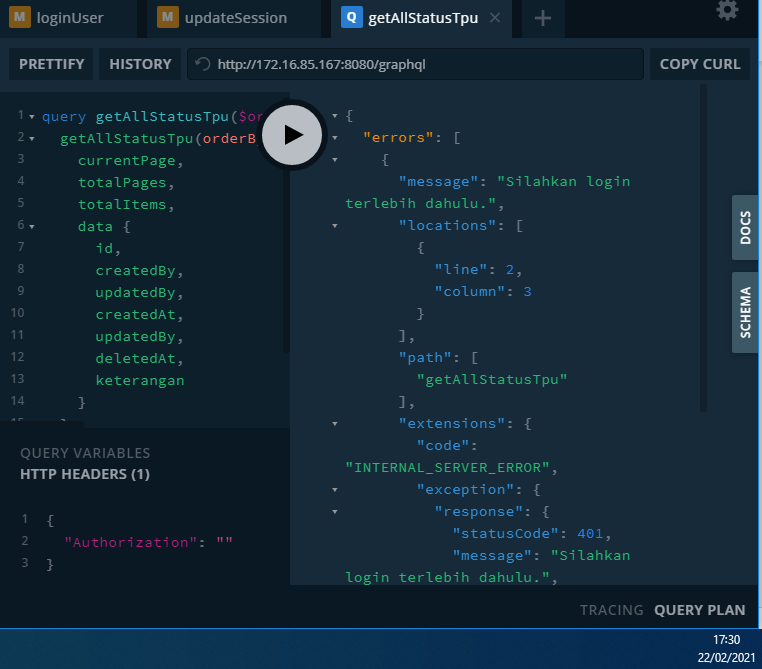 M loginUser
M updateSession
Q getAllStatusTpu ×
+
PRETTIFY
HISTORY
http://172.16.85.167:8080/graphql
COPY CURL
1 query getAllStatusTpu($or
2 getAllStatusTpu(orderB
3 currentPage,
4 totalPages,
5 totalItems,
6 data {
7 id,
8 createdBy,
9 updatedBy,
10 createdAt,
11 updatedBy,
12 deletedAt,
13 keterangan
14 }
QUERY VARIABLES
HTTP HEADERS (1)
1 {
2 "Authorization": ""
3 }
{
"errors": [
{
"message": "Silahkan login
terlebih dahulu.",
"locations": [
{
"line": 2,
"column": 3
}
],
"path": [
"getAllStatusTpu"
],
"extensions": {
"code":
"INTERNAL_SERVER_ERROR",
"exception": {
"response": {
"statusCode": 401,
"message": "Silahkan
login terlebih dahulu.",
DOCS
SCHEMA
TRACING
QUERY PLAN
17:30
22/02/2021